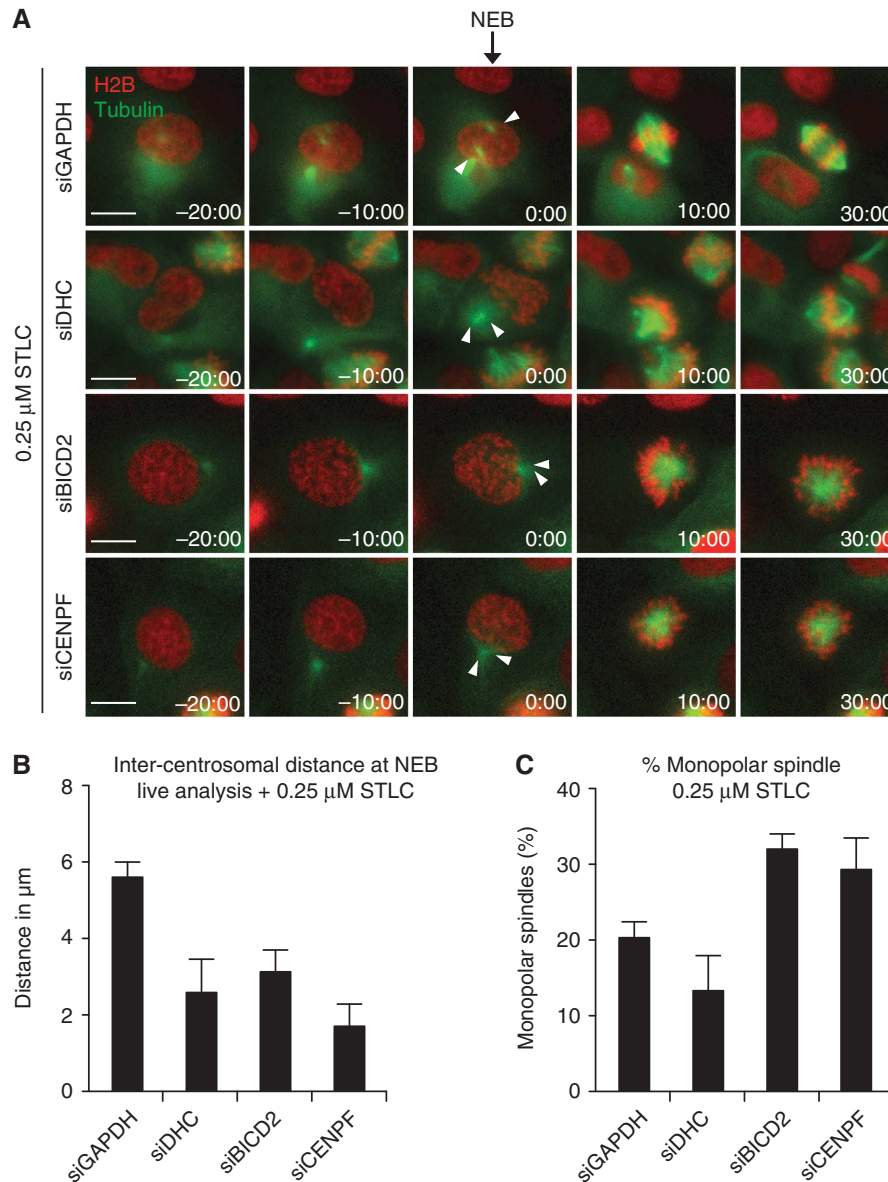 A
NEB
0.25 μM STLC
siGAPDH
H2B
Tubulin
–20:00
–10:00
0:00
10:00
30:00
siDHC
–20:00
–10:00
0:00
10:00
30:00
siBICD2
–20:00
–10:00
0:00
10:00
30:00
siCENPF
–20:00
–10:00
0:00
10:00
30:00
B
Inter-centrosomal distance at NEB
live analysis + 0.25 μM STLC
Distance in μm
8
6
4
2
0
siGAPDH
siDHC
siBICD2
siCENPF
C
% Monopolar spindle
0.25 μM STLC
Monopolar spindles (%)
40
30
20
10
0
siGAPDH
siDHC
siBICD2
siCENPF